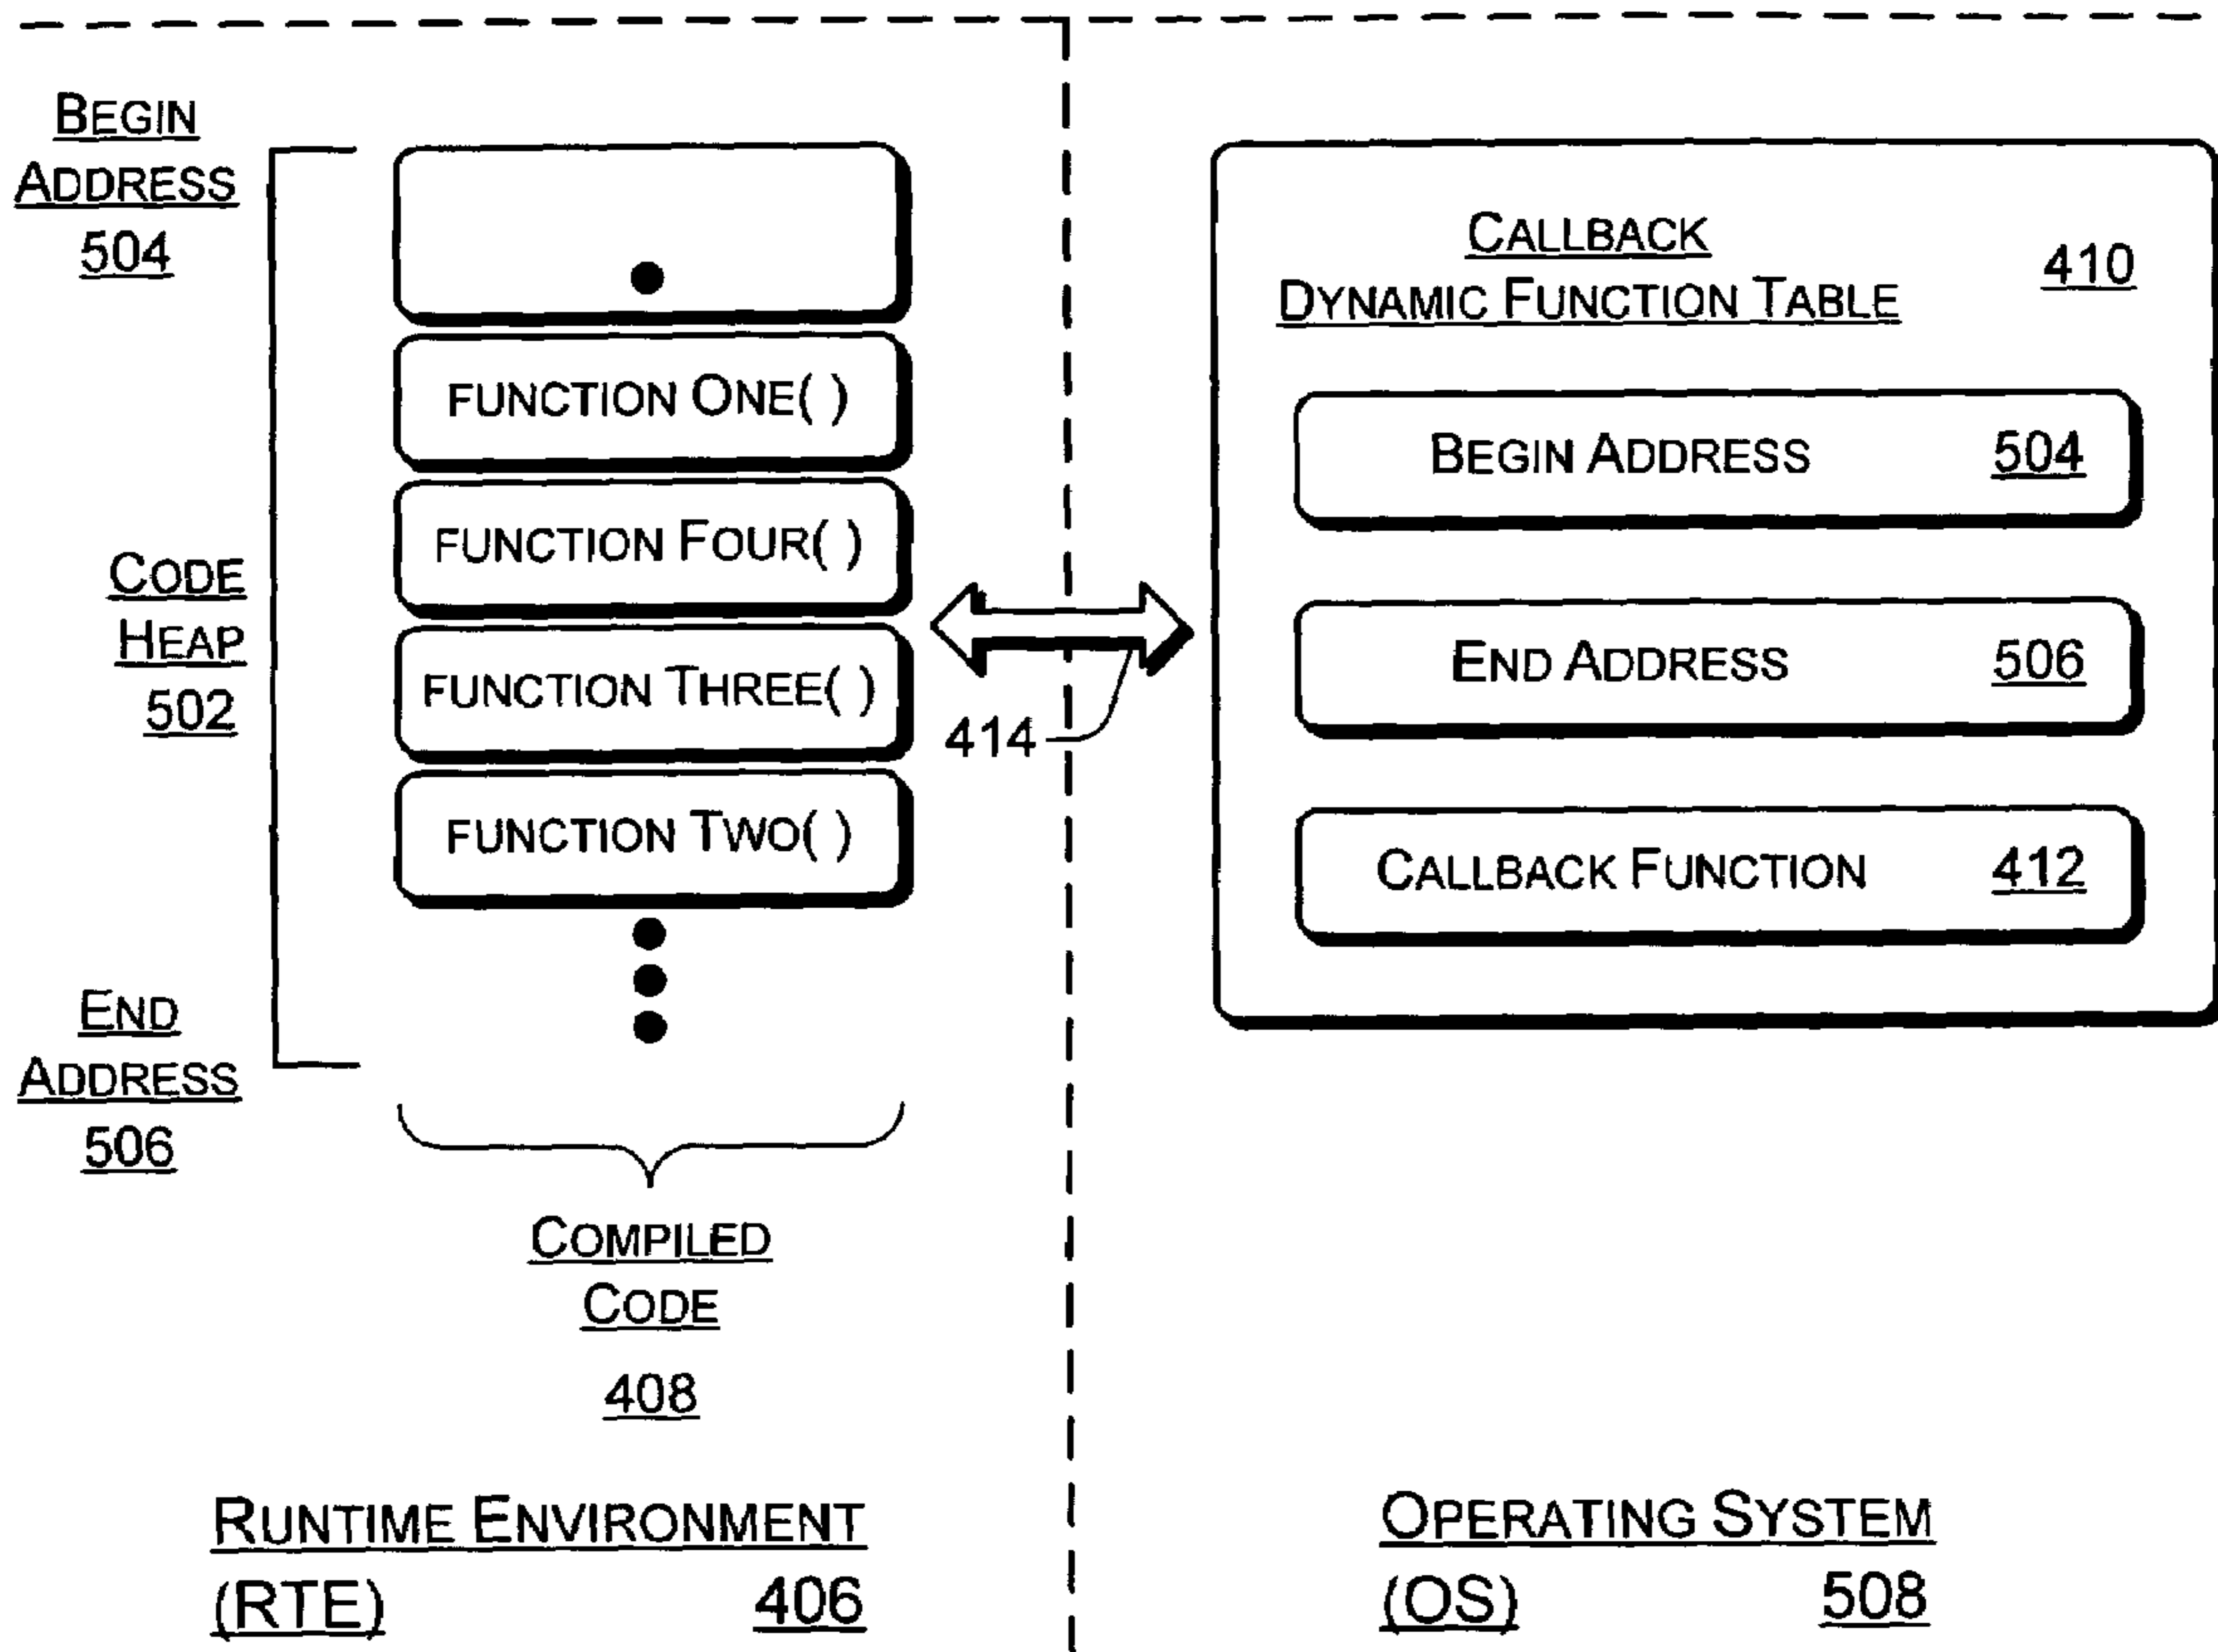 BEGIN
ADDRESS
504
CODE
HEAP
502
END
ADDRESS
506
FUNCTION ONE( )
FUNCTION FOUR( )
FUNCTION THREE( )
FUNCTION TWO( )
COMPILED
CODE
408
RUNTIME ENVIRONMENT
(RTE) 406
414
CALLBACK
DYNAMIC FUNCTION TABLE 410
BEGIN ADDRESS 504
END ADDRESS 506
CALLBACK FUNCTION 412
OPERATING SYSTEM
(OS) 508